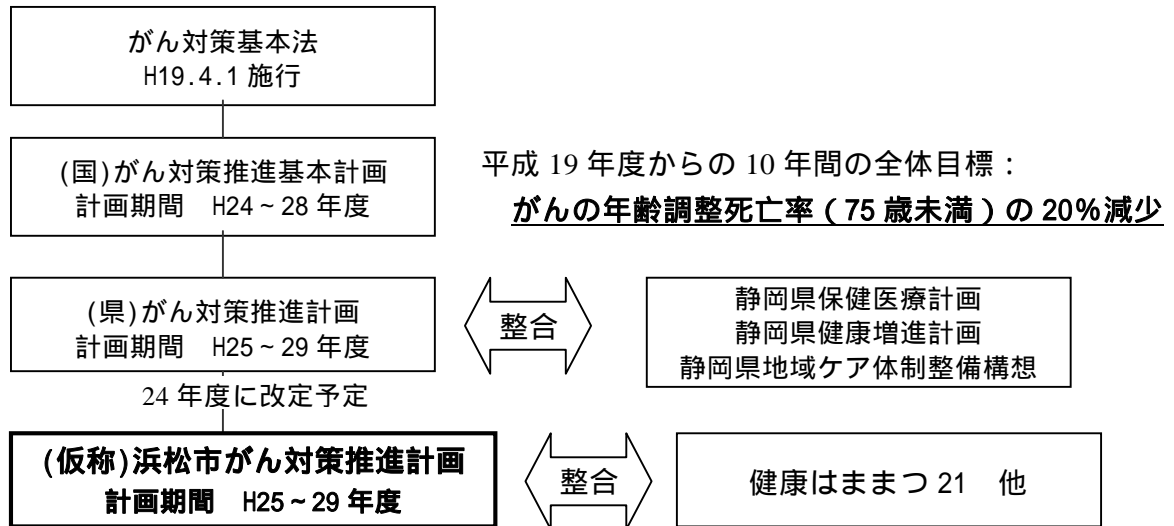 がん対策基本法
H19.4.1 施行
(国)がん対策推進基本計画
計画期間　H24~28 年度
平成 19 年度からの 10 年間の全体目標：
がんの年齢調整死亡率（75 歳未満）の 20%減少
(県)がん対策推進計画
計画期間　H25~29 年度
整合
静岡県保健医療計画
静岡県健康増進計画
静岡県地域ケア体制整備構想
24 年度に改定予定
(仮称)浜松市がん対策推進計画
計画期間　H25~29 年度
整合
健康はままつ 21　他